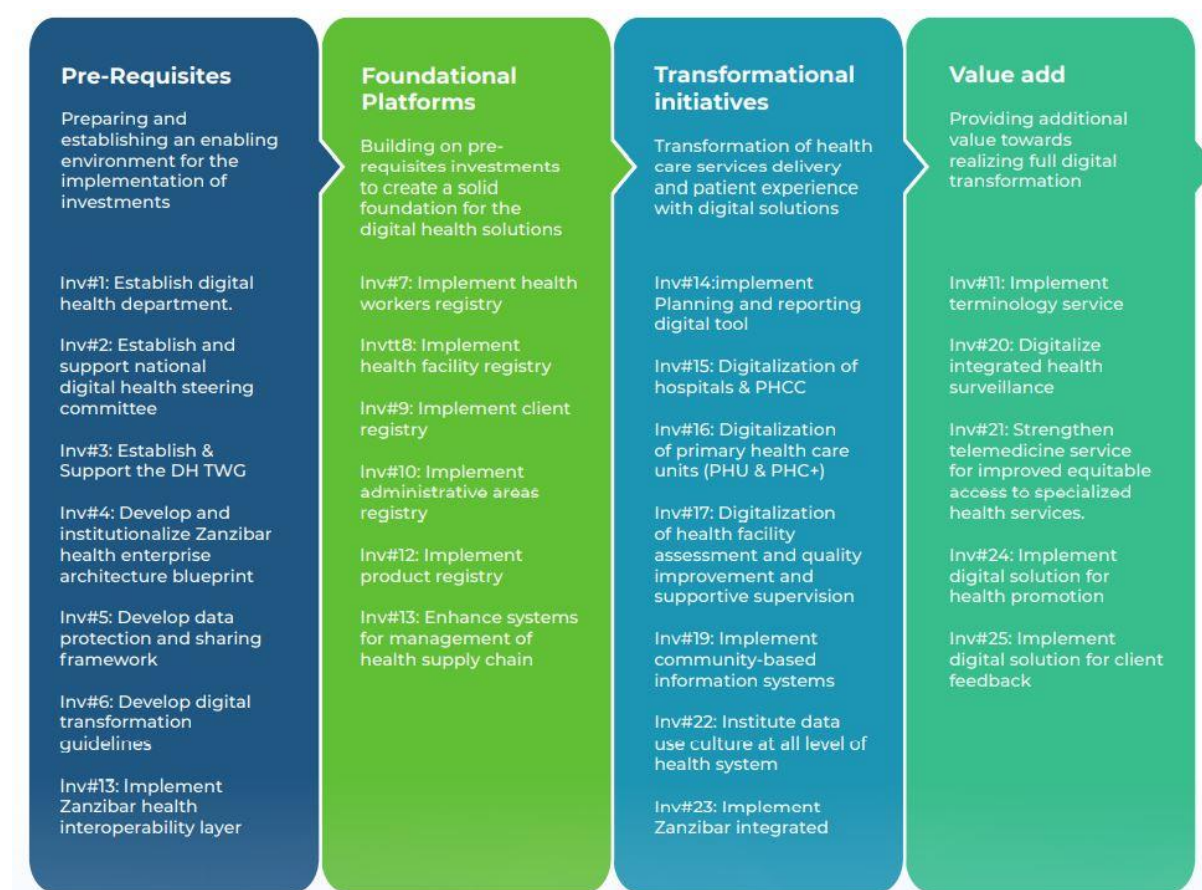 Pre-Requisites
Preparing and
establishing an enabling
environment for the
implementation of
investments
Inv#1: Establish digital
health department.
Inv#2: Establish and
support national
digital health steering
committee
Inv#3: Establish &
Support the DH TWG
Inv#4: Develop and
institutionalize Zanzibar
health enterprise
architecture blueprint
Inv#5: Develop data
protection and sharing
framework
Inv#6: Develop digital
transformation
guidelines
Inv#13: Implement
Zanzibar health
interoperability layer
Foundational
Platforms
Building on pre-
requisites investments
to create a solid
foundation for the
digital health solutions
Inv#7: Implement health
workers registry
Invtt8: Implement
health facility registry
Inv#9: Implement client
registry
Inv#10: Implement
administrative areas
registry
Inv#12: Implement
product registry
Inv#13: Enhance systems
for management of
health supply chain
Transformational
initiatives
Transformation of health
care services delivery
and patient experience
with digital solutions
Inv#14:implement
Planning and reporting
digital tool
Inv#15: Digitalization of
hospitals & PHCC
Inv#16: Digitalization
of primary health care
units (PHU & PHC+)
Inv#17: Digitalization
of health facility
assessment and quality
improvement and
supportive supervision
Inv#19: Implement
community-based
information systems
Inv#22: Institute data
use culture at all level of
health system
Inv#23: Implement
Zanzibar integrated
Value add
Providing additional
value towards
realizing full digital
transformation
Inv#11: Implement
terminology service
Inv#20: Digitalize
integrated health
surveillance
Inv#21: Strengthen
telemedicine service
for improved equitable
access to specialized
health services.
Inv#24: Implement
digital solution for
health promotion
Inv#25: Implement
digital solution for client
feedback